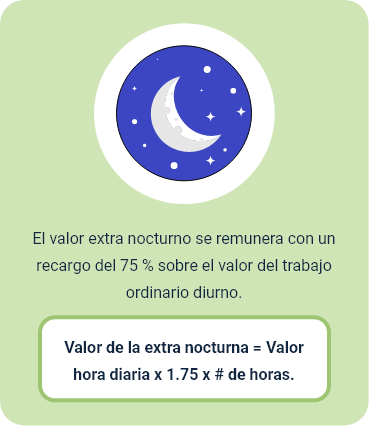 El valor extra nocturno se remunera con un
recargo del 75 % sobre el valor del trabajo
ordinario diurno.
Valor de la extra nocturna = Valor
hora diaria x 1.75 x # de horas.